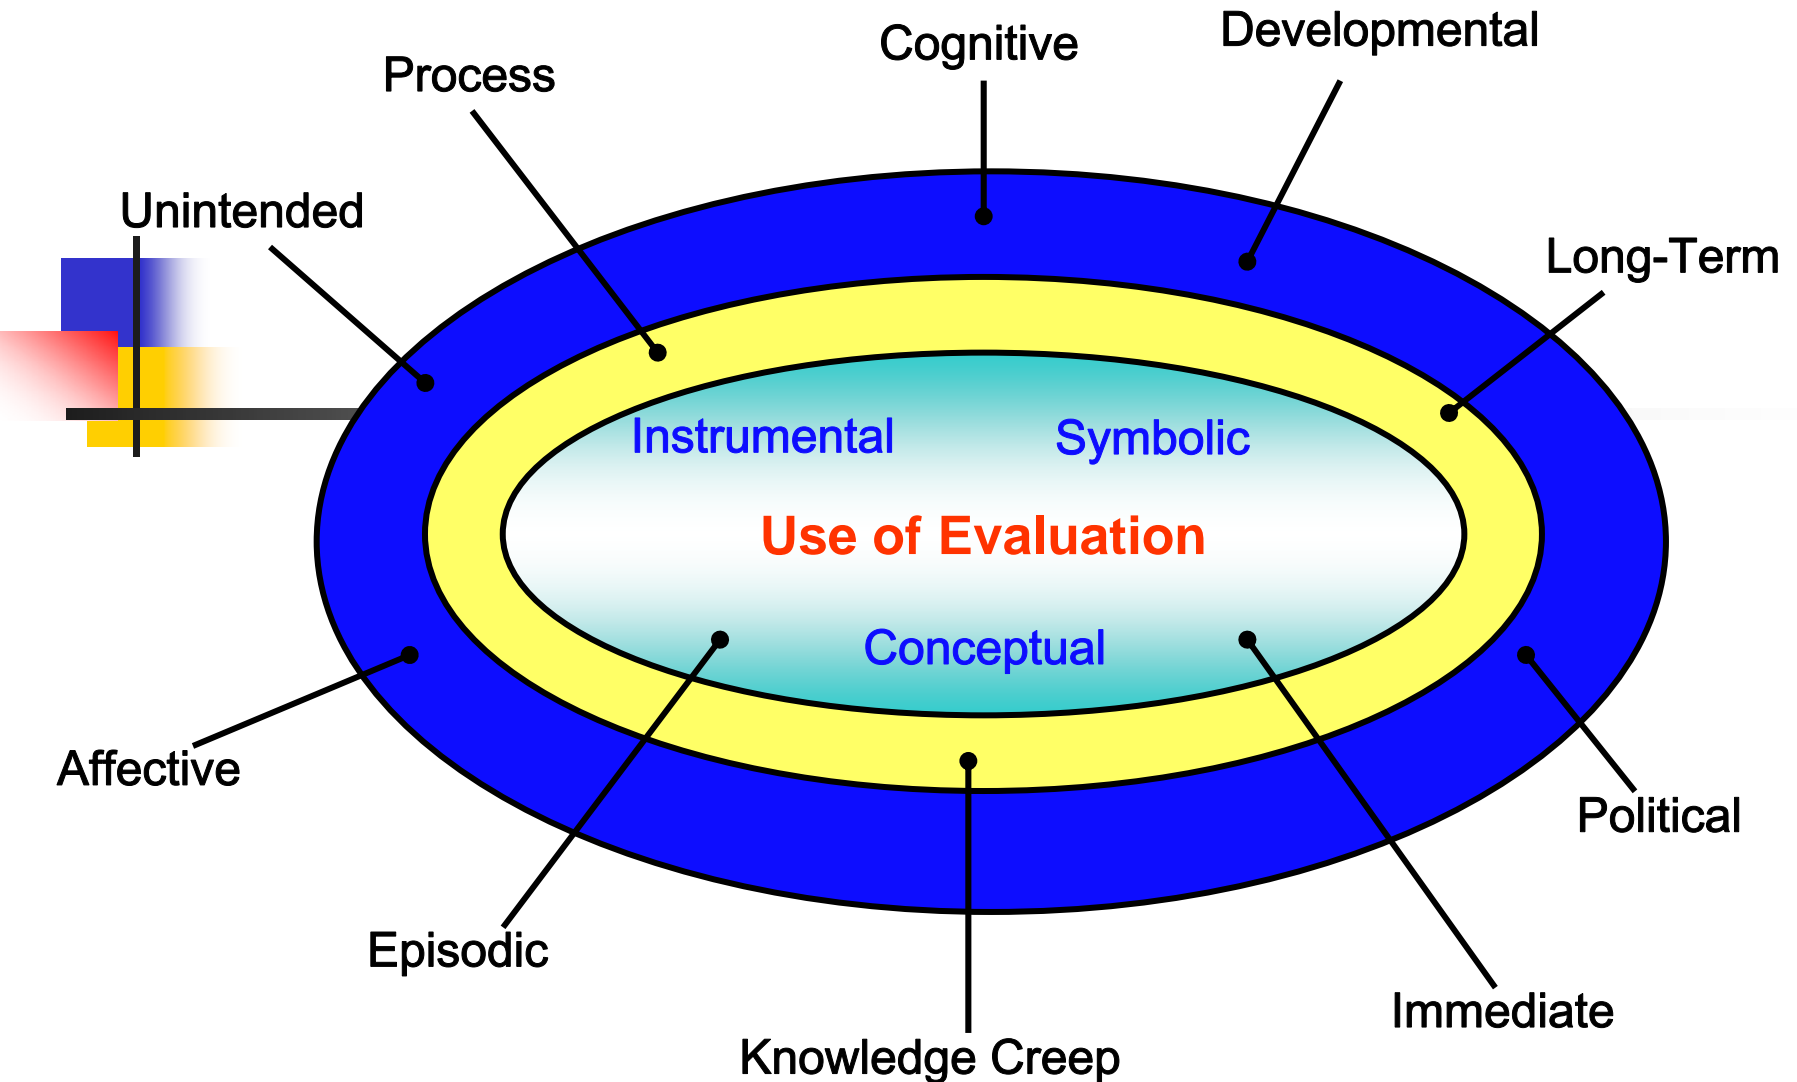 Developmental
Cognitive
Process
Unintended
Long-Term
Instrumental
Symbolic
Use of Evaluation
Conceptual
Affective
Political
Episodic
Immediate
Knowledge Creep